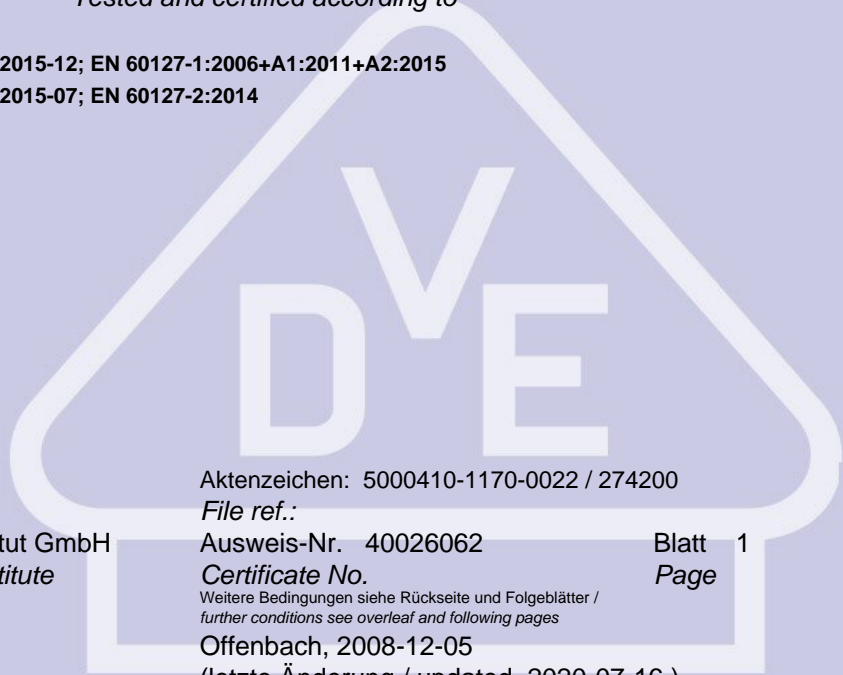 Tested and certified according to
2015-12; EN 60127-1:2006+A1:2011+A2:2015
2015-07; EN 60127-2:2014
V
D E
Aktenzeichen: 5000410-1170-0022 / 274200
File ref.:
tut GmbH Ausweis-Nr. 40026062 Blatt 1
titute Certificate No. Page
Weitere Bedingungen siehe Rückseite und Folgeblätter /
further conditions see overleaf and following pages
Offenbach, 2008-12-05
(letzte Änderung / updated 2020-07-16 )